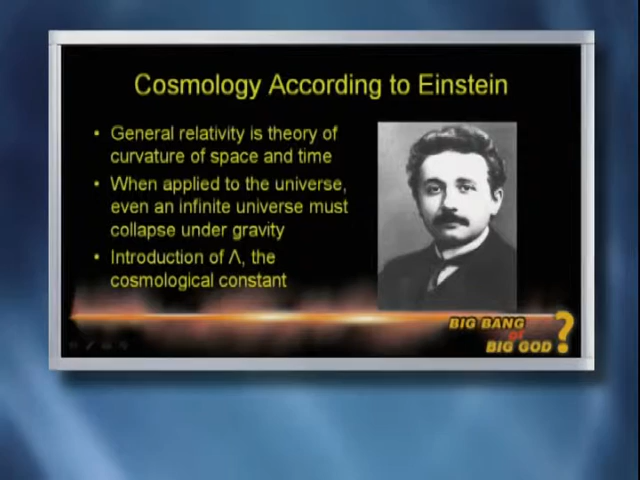 Cosmology According to Einstein
• General relativity is theory of
curvature of space and time
• When applied to the universe,
even an infinite universe must
collapse under gravity
• Introduction of Λ, the
cosmological constant
BIG BANG
or
BIG GOD ?